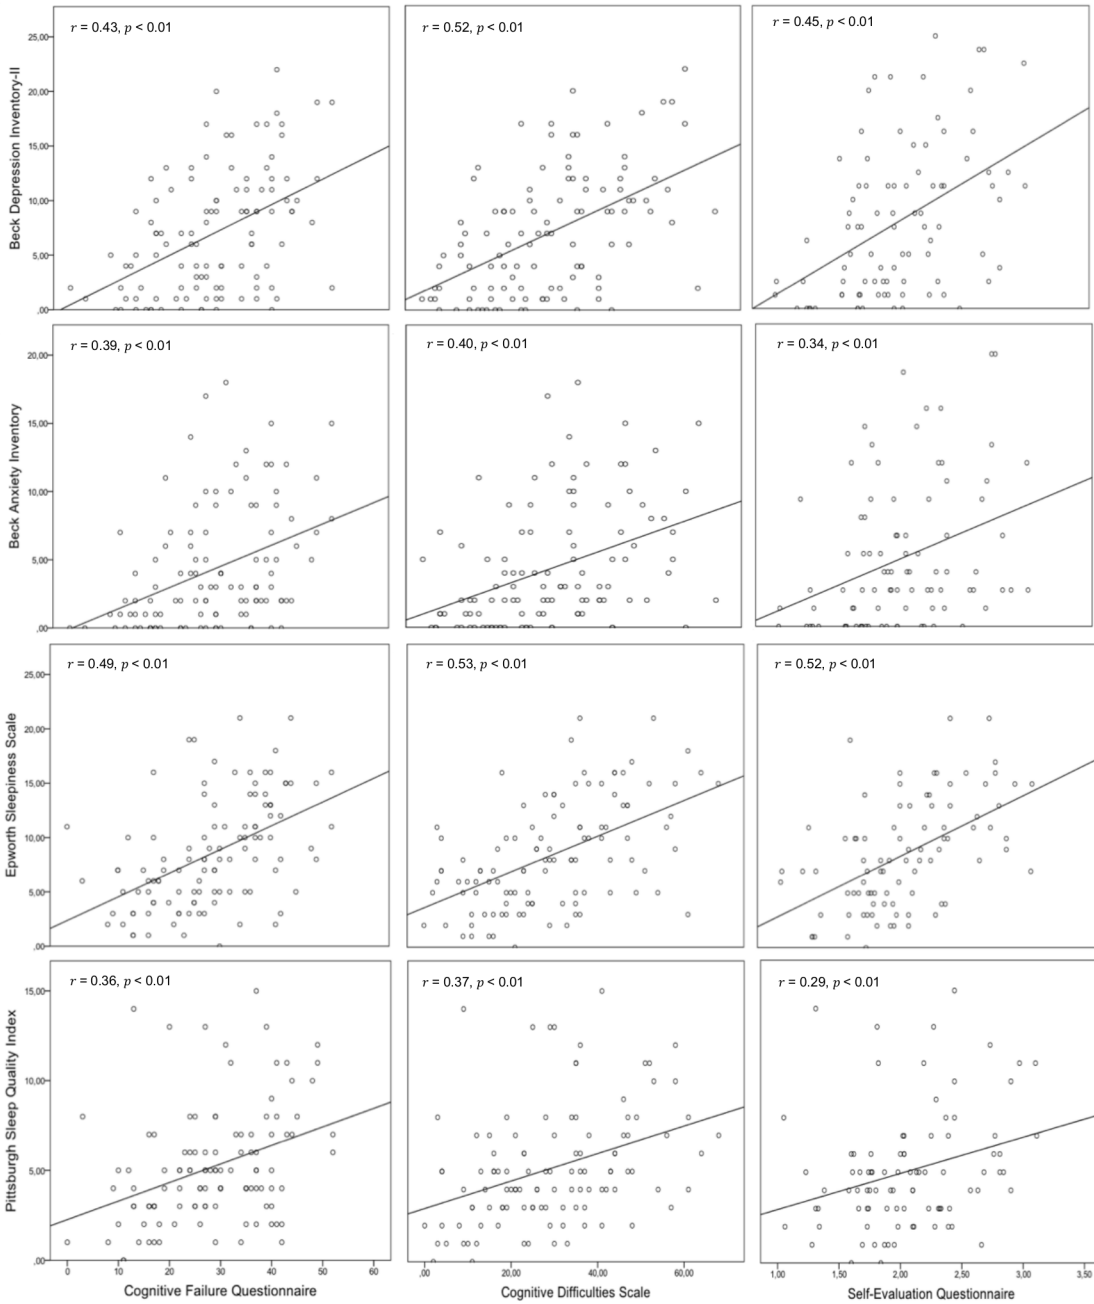 r = 0.43, p < 0.01
r = 0.52, p < 0.01
r = 0.45, p < 0.01
Beck Depression Inventory-II
25,00
20,00
15,00
10,00
5,00
,00
r = 0.39, p < 0.01
r = 0.40, p < 0.01
r = 0.34, p < 0.01
Beck Anxiety Inventory
20,00
15,00
10,00
5,00
,00
r = 0.49, p < 0.01
r = 0.53, p < 0.01
r = 0.52, p < 0.01
Epworth Sleepiness Scale
25,00
20,00
15,00
10,00
5,00
,00
r = 0.36, p < 0.01
r = 0.37, p < 0.01
r = 0.29, p < 0.01
Pittsburgh Sleep Quality Index
15,00
10,00
5,00
,00
0 10 20 30 40 50 60
,00 20,00 40,00 60,00
1,00 1,50 2,00 2,50 3,00 3,50
Cognitive Failure Questionnaire
Cognitive Difficulties Scale
Self-Evaluation Questionnaire